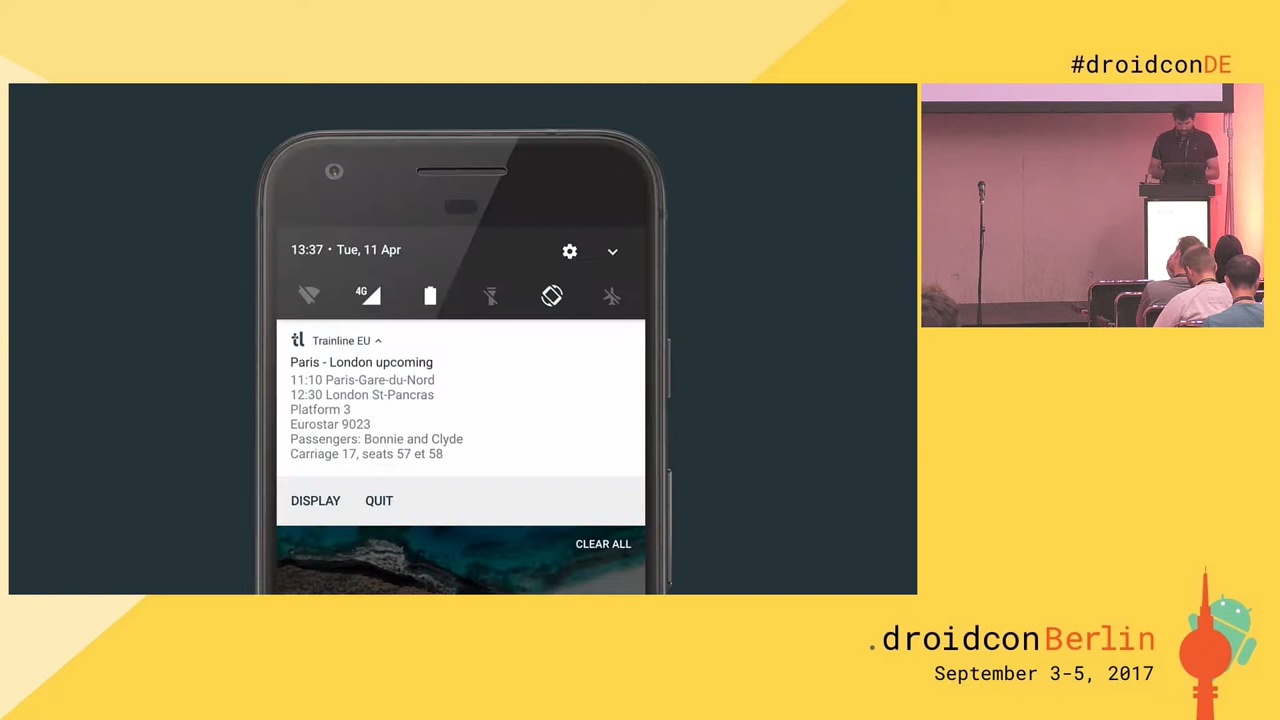 #droidconDE
13:37 • Tue, 11 Apr
4G
tl Trainline EU
Paris - London upcoming
11:10 Paris-Gare-du-Nord
12:30 London St-Pancras
Platform 3
Eurostar 9023
Passengers: Bonnie and Clyde
Carriage 17, seats 57 et 58
DISPLAY QUIT
CLEAR ALL
.droidconBerlin
September 3-5, 2017